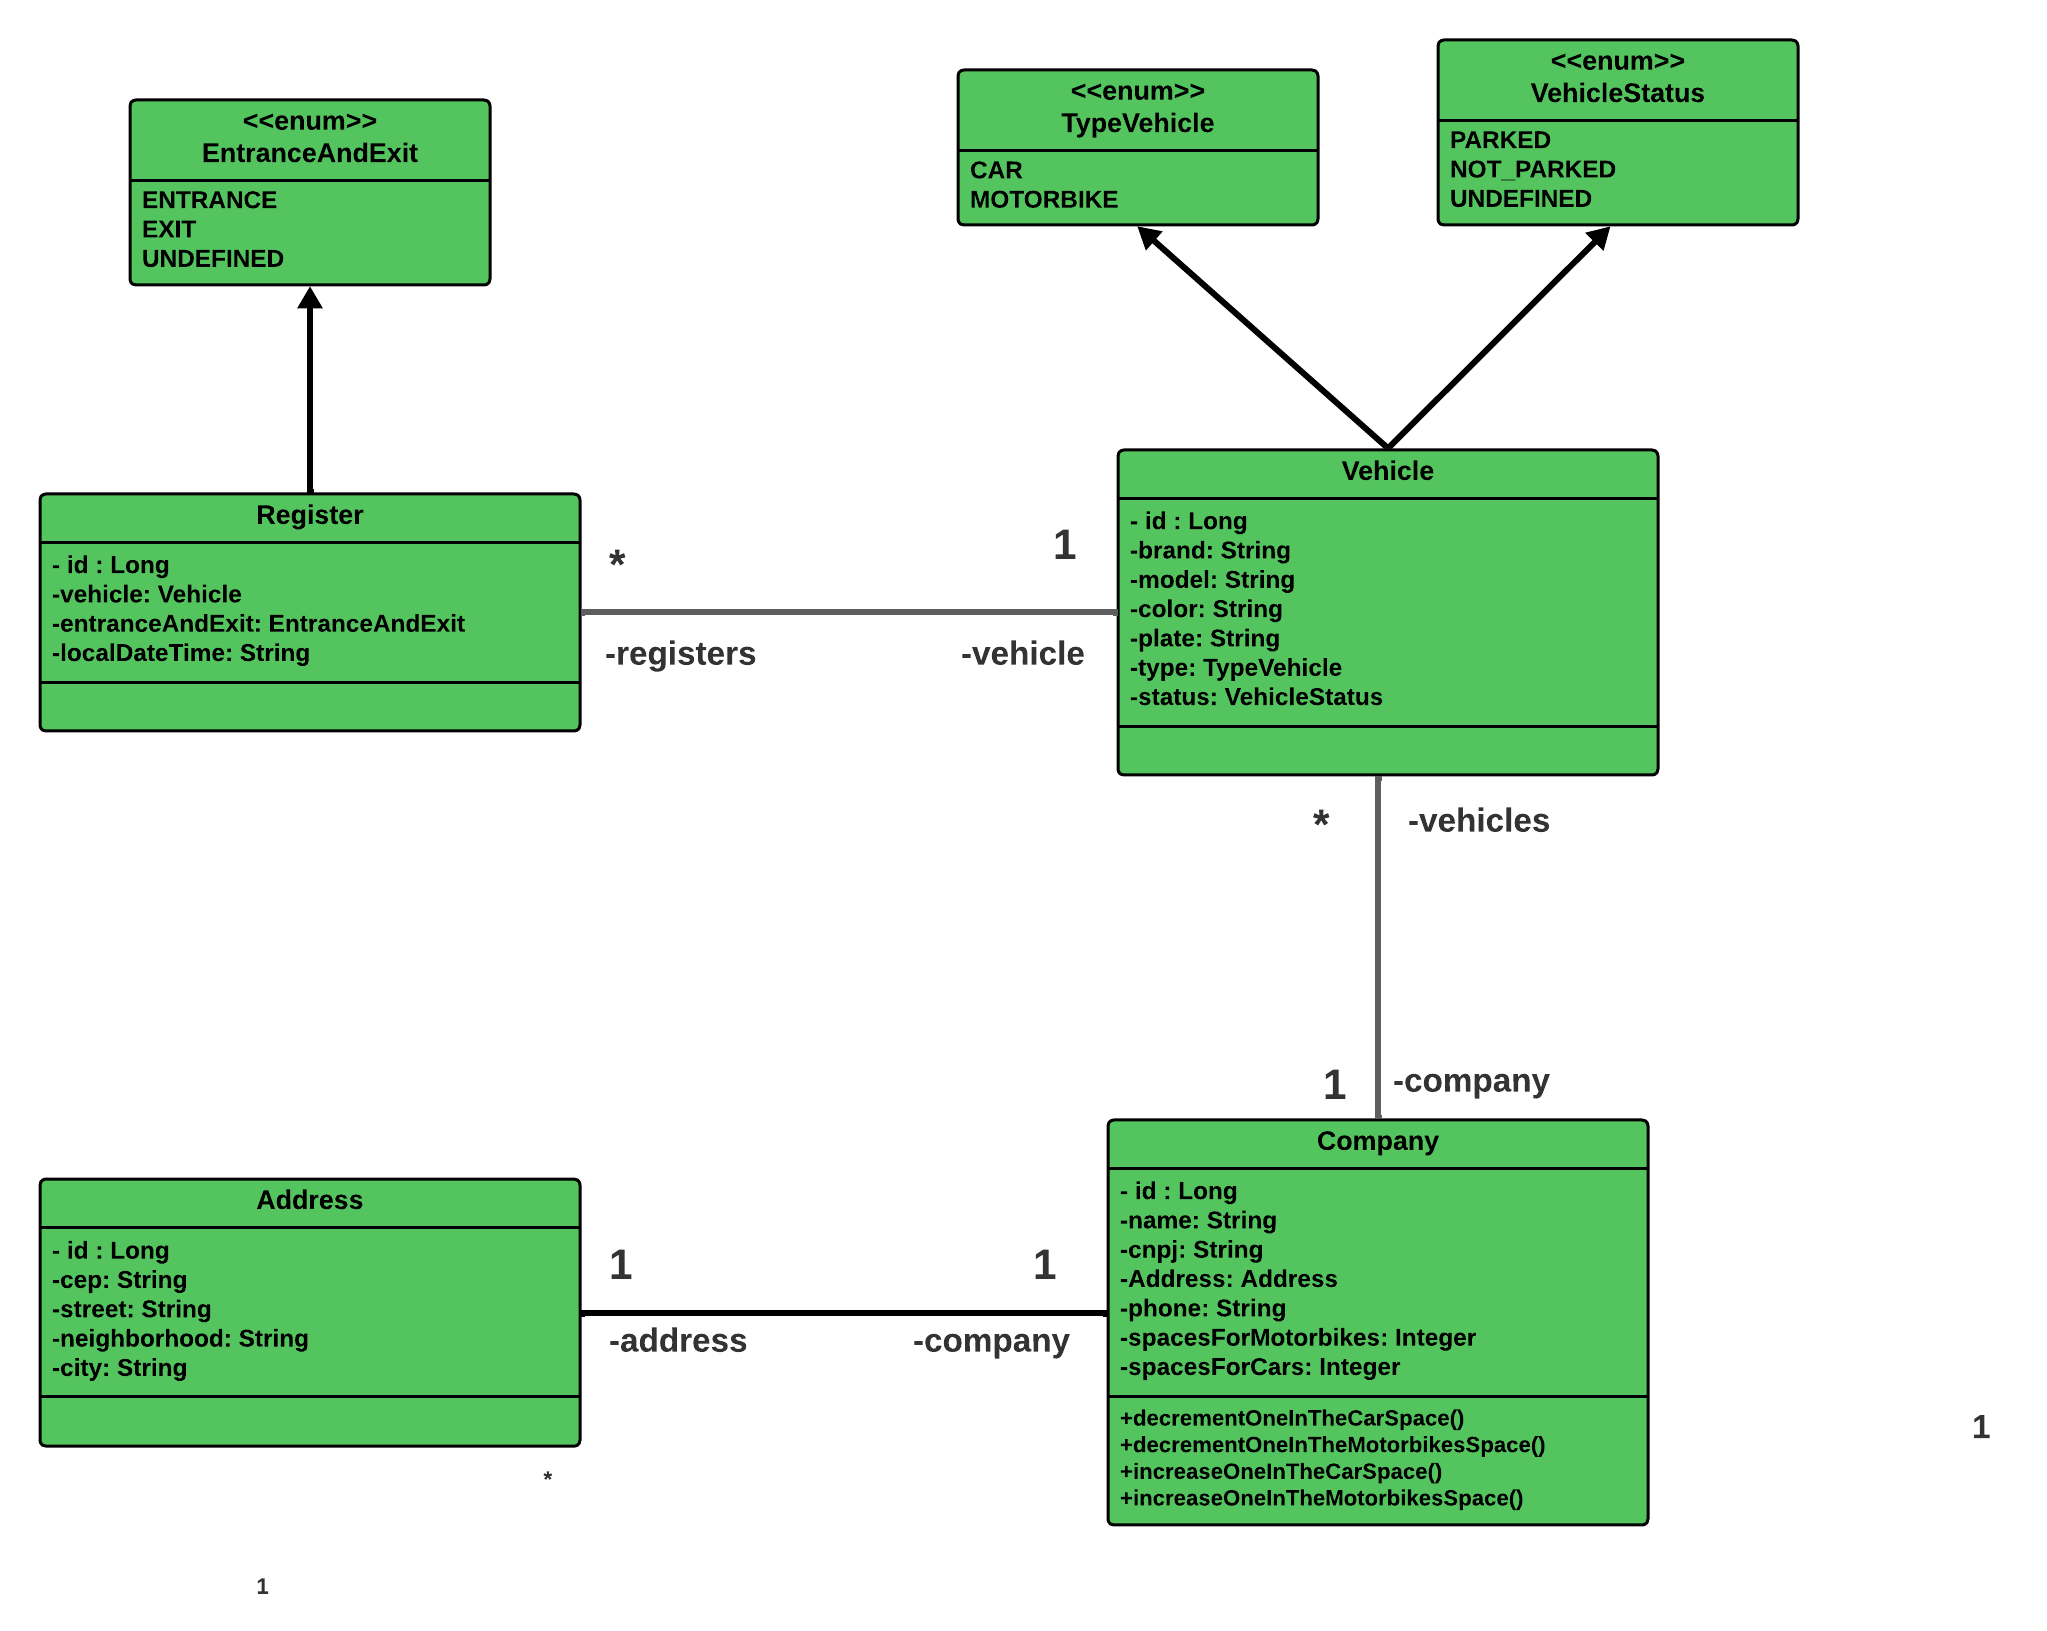 <<enum>>
EntranceAndExit
ENTRANCE
EXIT
UNDEFINED
<<enum>>
TypeVehicle
CAR
MOTORBIKE
<<enum>>
VehicleStatus
PARKED
NOT_PARKED
UNDEFINED
Register
- id : Long
-vehicle: Vehicle
-entranceAndExit: EntranceAndExit
-localDateTime: String
*
1
-registers
-vehicle
Vehicle
- id : Long
-brand: String
-model: String
-color: String
-plate: String
-type: TypeVehicle
-status: VehicleStatus
*
-vehicles
1
-company
Address
- id : Long
-cep: String
-street: String
-neighborhood: String
-city: String
1
1
-address
-company
Company
- id : Long
-name: String
-cnpj: String
-Address: Address
-phone: String
-spacesForMotorbikes: Integer
-spacesForCars: Integer
+decrementOneInTheCarSpace()
+decrementOneInTheMotorbikesSpace()
+increaseOneInTheCarSpace()
+increaseOneInTheMotorbikesSpace()
1
*
1